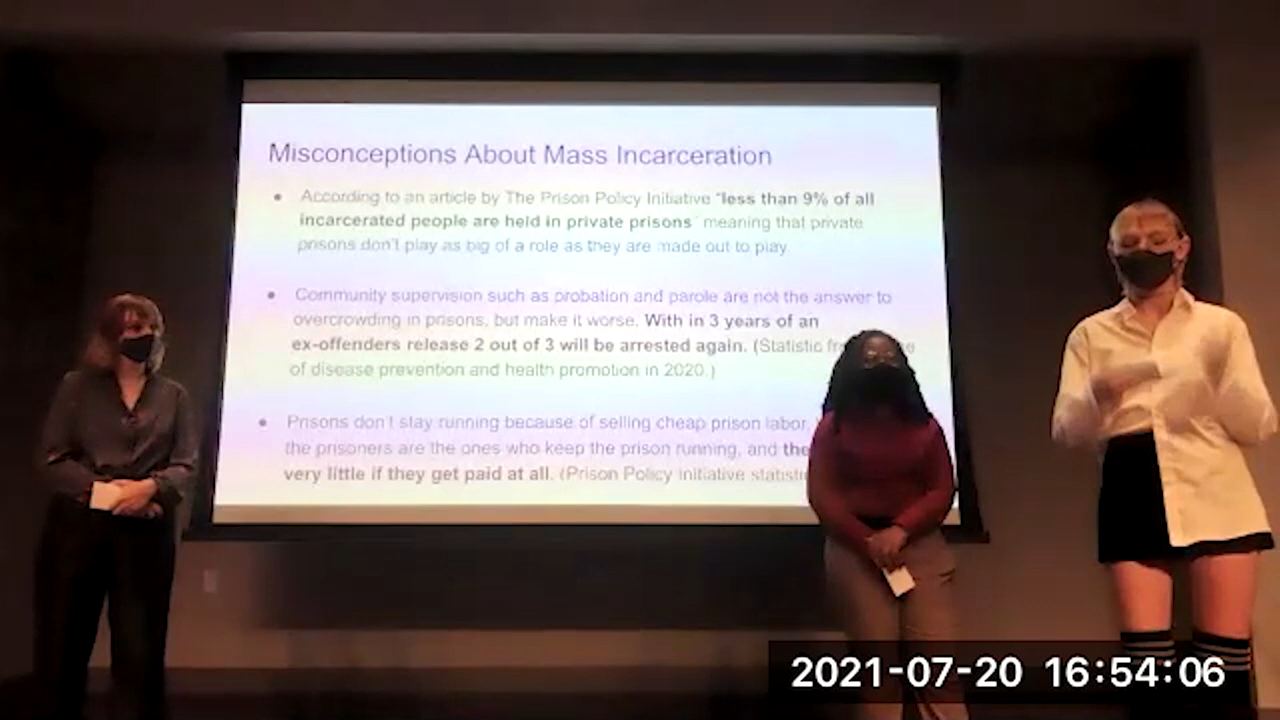 Misconceptions About Mass Incarceration
● According to an article by The Prison Policy Initiative "less than 9% of all
incarcerated people are held in private prisons" meaning that private
prisons don't play as big of a role as they are made out to play.
● Community supervision such as probation and parole are not the answer to
overcrowding in prisons, but make it worse. With in 3 years of an
ex-offenders release 2 out of 3 will be arrested again. (Statistic
of disease prevention and health promotion in 2020.)
● Prisons don't stay running because of selling cheap prison labor,
the prisoners are the ones who keep the prison running, and
very little if they get paid at all. (Prison Policy Initiative
2021-07-20 16:54:06